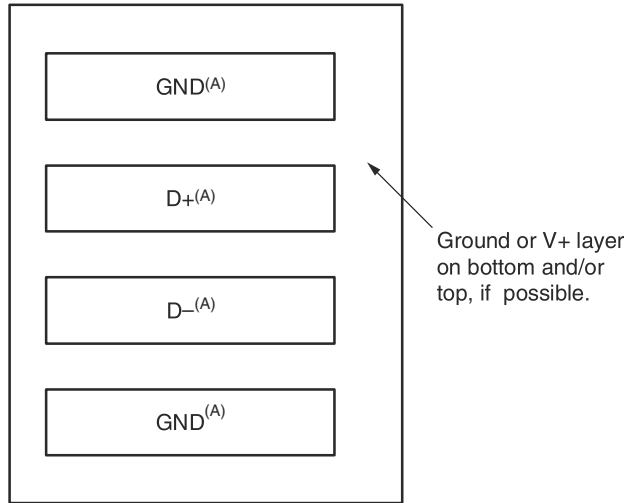 GND(A)
D+(A)
D–(A)
GND(A)
Ground or V+ layer
on bottom and/or
top, if possible.